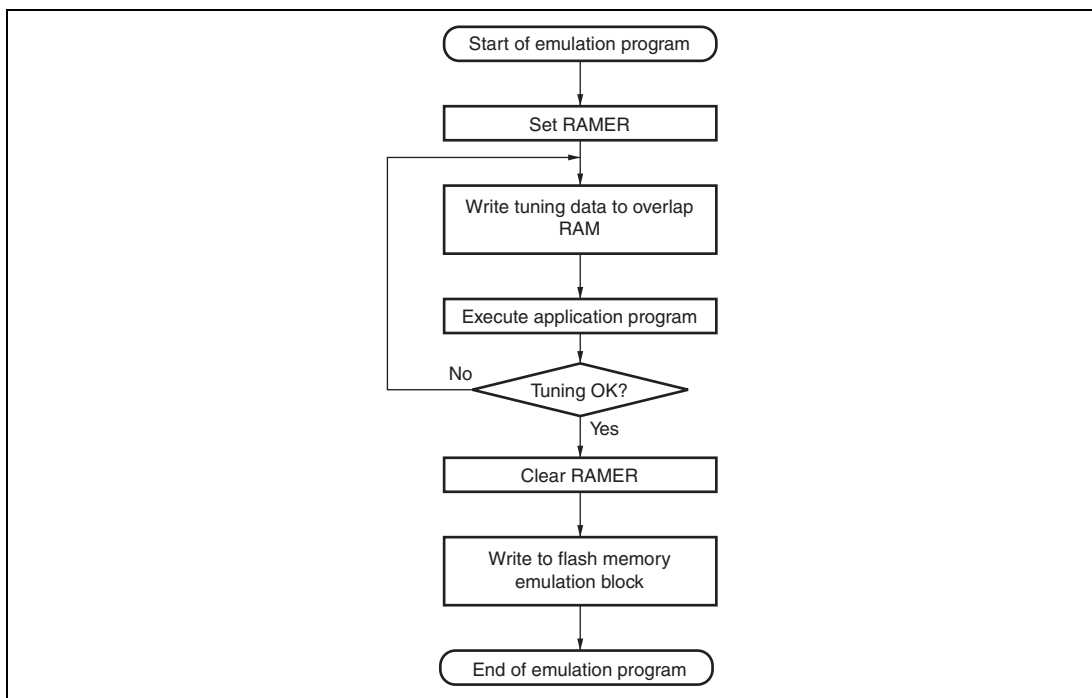 Start of emulation program
Set RAMER
Write tuning data to overlap
RAM
Execute application program
No
Tuning OK?
Yes
Clear RAMER
Write to flash memory
emulation block
End of emulation program